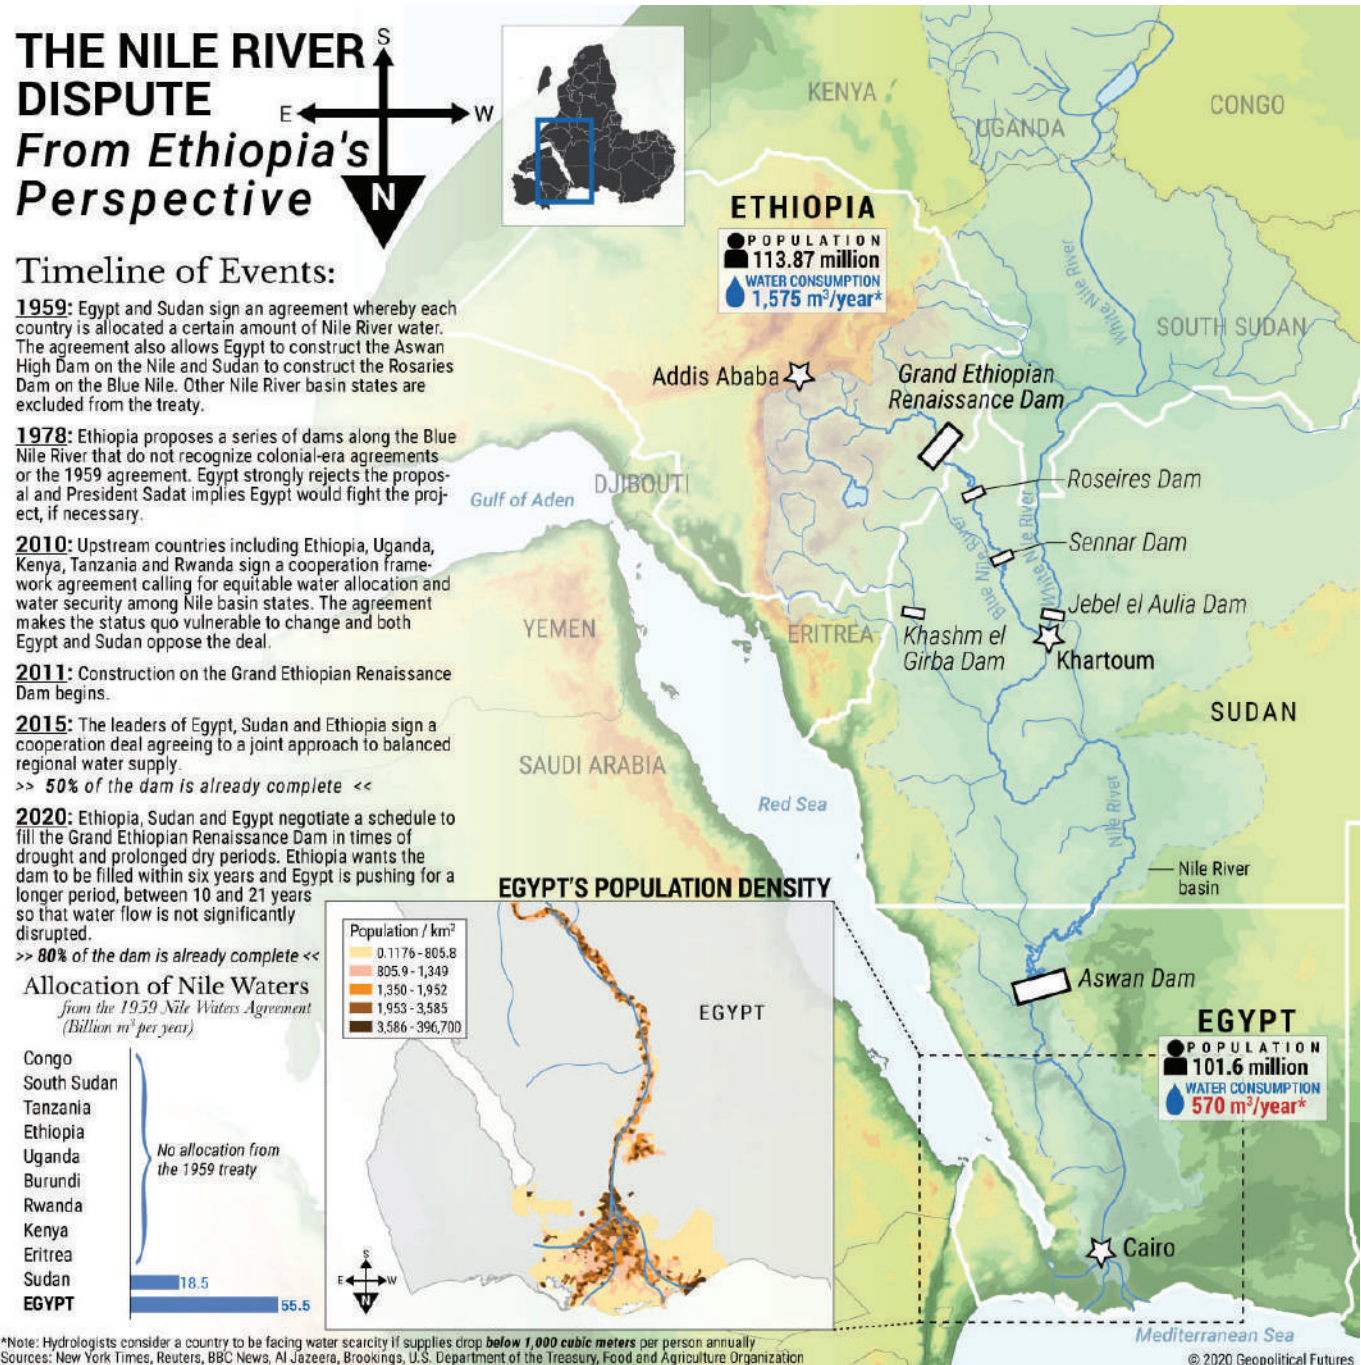 THE NILE RIVER
DISPUTE
From Ethiopia's
Perspective
S
E
W
N
Timeline of Events:
1959: Egypt and Sudan sign an agreement whereby each
country is allocated a certain amount of Nile River water.
The agreement also allows Egypt to construct the Aswan
High Dam on the Nile and Sudan to construct the Rosaries
Dam on the Blue Nile. Other Nile River basin states are
excluded from the treaty.
1978: Ethiopia proposes a series of dams along the Blue
Nile River that do not recognize colonial-era agreements
or the 1959 agreement. Egypt strongly rejects the propos-
al and President Sadat implies Egypt would fight the proj-
ect, if necessary.
2010: Upstream countries including Ethiopia, Uganda,
Kenya, Tanzania and Rwanda sign a cooperation frame-
work agreement calling for equitable water allocation and
water security among Nile basin states. The agreement
makes the status quo vulnerable to change and both
Egypt and Sudan oppose the deal.
2011: Construction on the Grand Ethiopian Renaissance
Dam begins.
2015: The leaders of Egypt, Sudan and Ethiopia sign a
cooperation deal agreeing to a joint approach to balanced
regional water supply.
>> 50% of the dam is already complete <<
2020: Ethiopia, Sudan and Egypt negotiate a schedule to
fill the Grand Ethiopian Renaissance Dam in times of
drought and prolonged dry periods. Ethiopia wants the
dam to be filled within six years and Egypt is pushing for a
longer period, between 10 and 21 years
so that water flow is not significantly
disrupted.
>> 80% of the dam is already complete <<
Allocation of Nile Waters
from the 1959 Nile Waters Agreement
(Billion m³ per year)
Congo
South Sudan
Tanzania
Ethiopia
Uganda
Burundi
Rwanda
Kenya
Eritrea
No allocation from
the 1959 treaty
Sudan 18.5
EGYPT 55.5
KENYA
UGANDA
CONGO
ETHIOPIA
POPULATION
113.87 million
WATER CONSUMPTION
1,575 m³/year*
White Nile River
SOUTH SUDAN
Addis Ababa
Grand Ethiopian
Renaissance Dam
DJIBOUTI
Gulf of Aden
Roseires Dam
Blue Nile River
White Nile River
Sennar Dam
Jebel el Aulia Dam
YEMEN
ERITREA
Khashm el
Girba Dam
Khartoum
SUDAN
SAUDI ARABIA
Red Sea
Nile River
Nile River
basin
Aswan Dam
EGYPT
POPULATION
101.6 million
WATER CONSUMPTION
570 m³/year*
Cairo
Mediterranean Sea
EGYPT'S POPULATION DENSITY
Population / km²
0.1176 - 805.8
805.9 - 1,349
1,350 - 1,952
1,953 - 3,585
3,586 - 396,700
EGYPT
S
E
W
N
*Note: Hydrologists consider a country to be facing water scarcity if supplies drop below 1,000 cubic meters per person annually
Sources: New York Times, Reuters, BBC News, Al Jazeera, Brookings, U.S. Department of the Treasury, Food and Agriculture Organization
© 2020 Geopolitical Futures